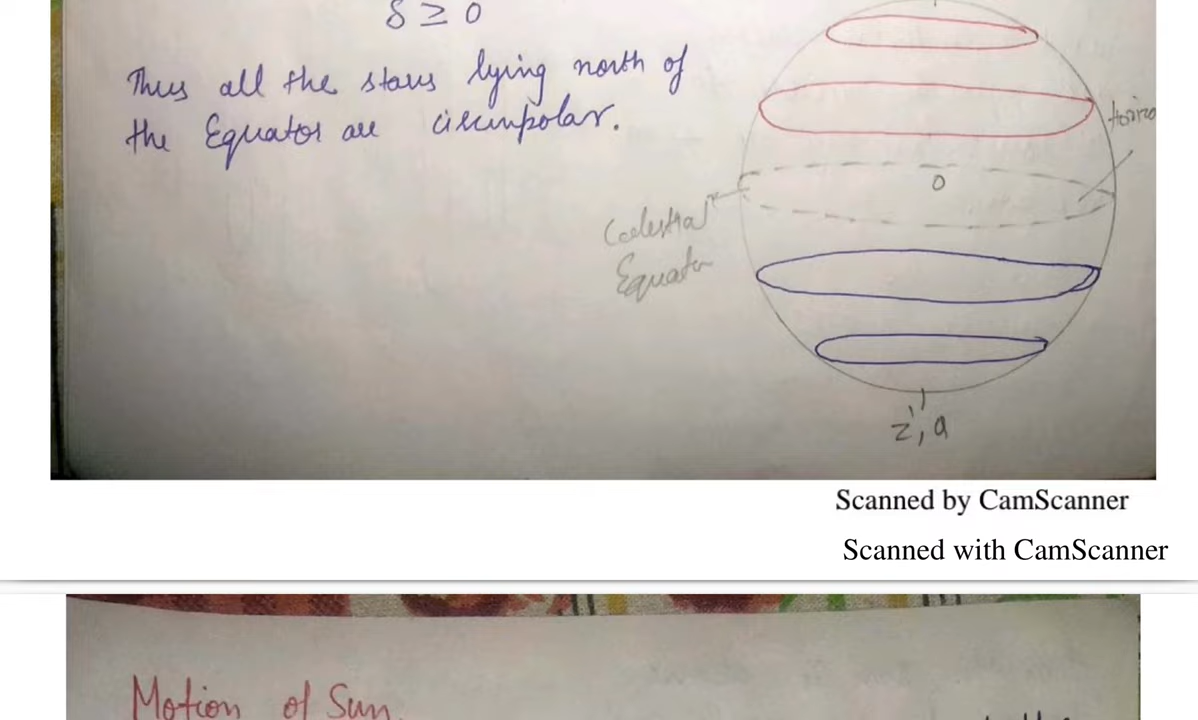 δ ≥ 0
Thus all the stars lying north of
the Equator are circumpolar.
O
Celestial
Equator
z', Q
Scanned by CamScanner
Scanned with CamScanner
Motion of Sun